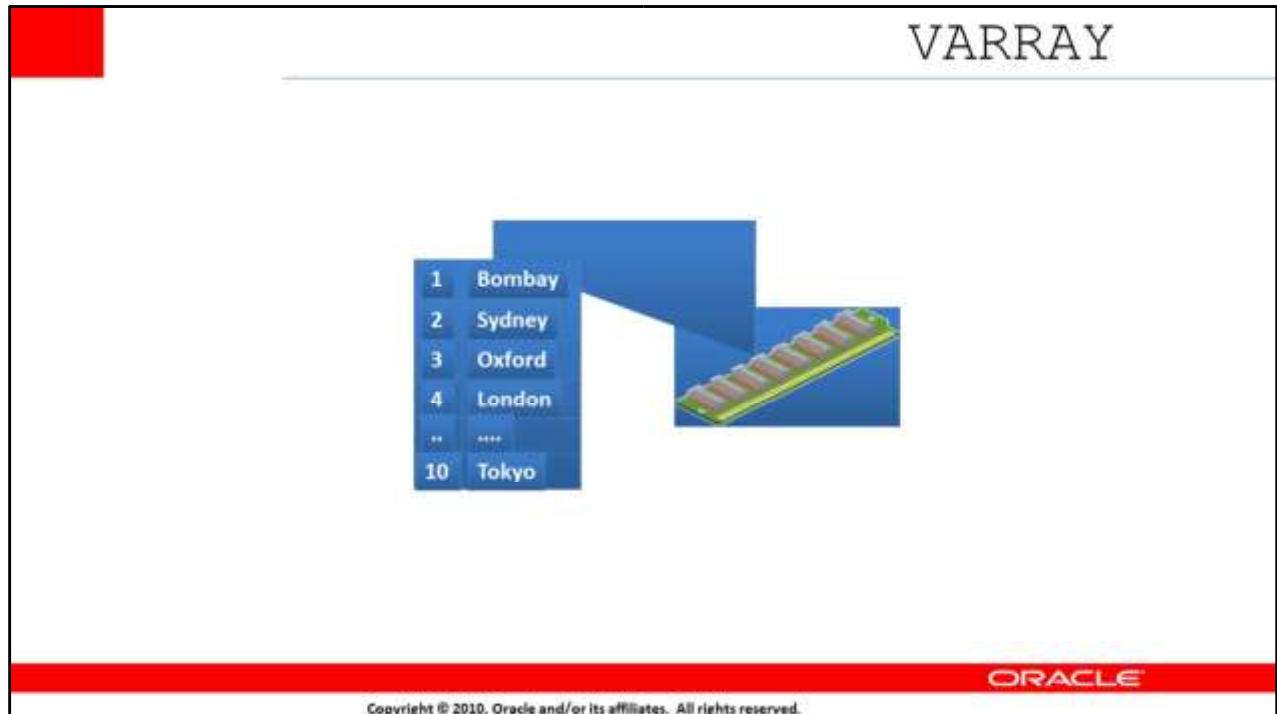 VARRAY
1 Bombay
2 Sydney
3 Oxford
4 London
.. ....
10 Tokyo
ORACLE
Copyright © 2010, Oracle and/or its affiliates. All rights reserved.